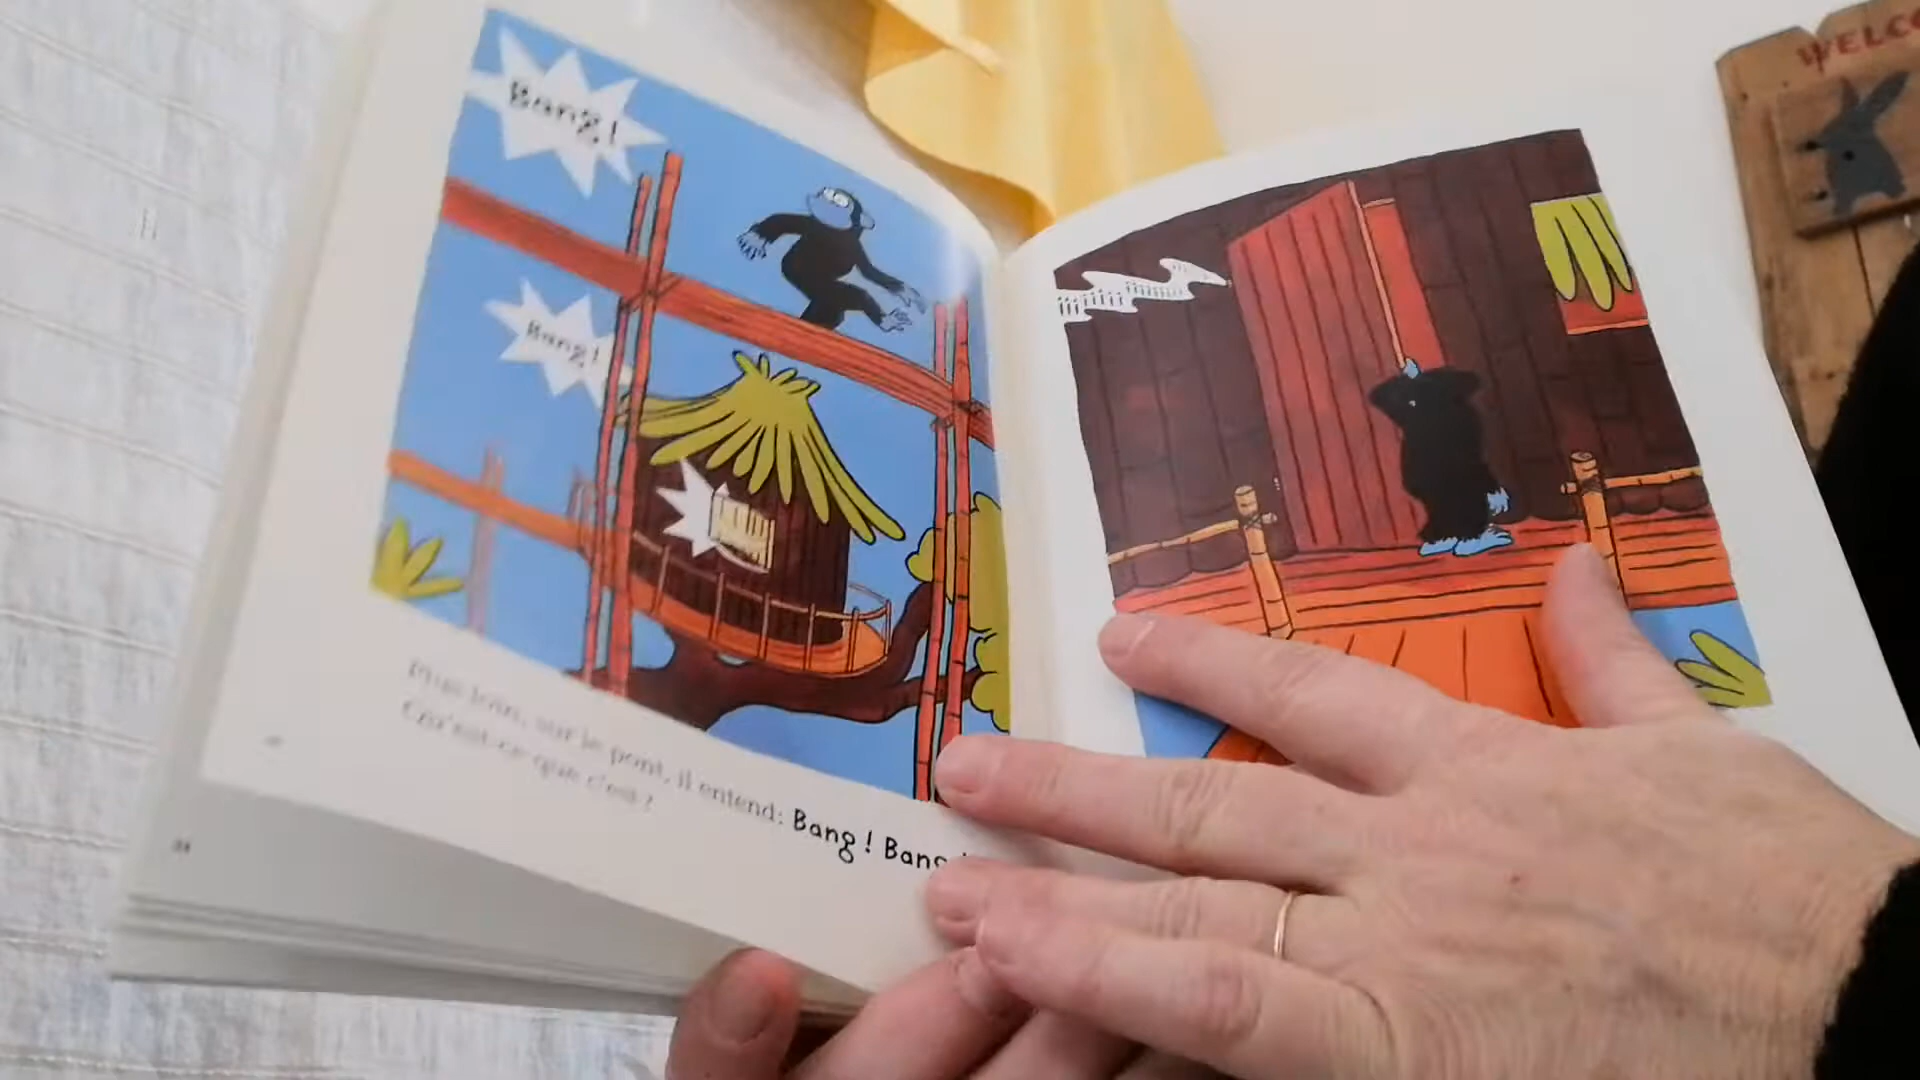 Bang!
Bang!
Plus loin, sur le pont, il entend: Bang! Bang
Qu'est-ce que c'est?
WELCO